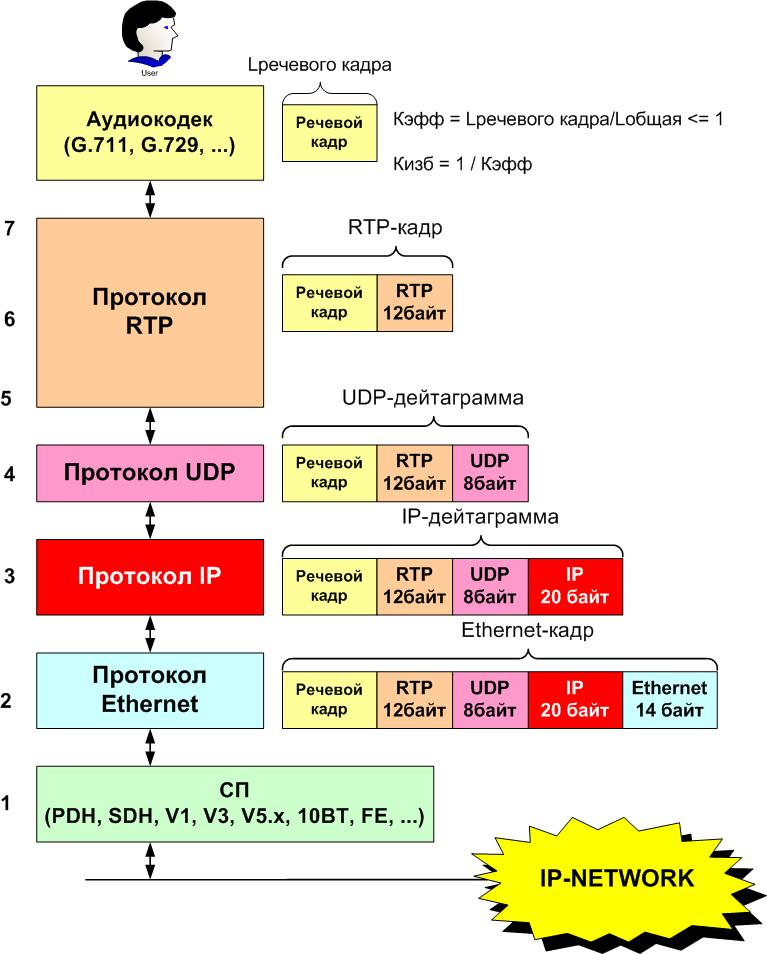 User
Lречевого кадра
Аудиокодек
(G.711, G.729, ...)
Речевой
кадр
Кэфф = Lречевого кадра/Lобщая <= 1
Кизб = 1 / Кэфф
7
6
5
Протокол
RTP
RTP-кадр
Речевой
кадр
RTP
12байт
UDP-дейтаграмма
4
Протокол UDP
Речевой
кадр
RTP
12байт
UDP
8байт
IP-дейтаграмма
3
Протокол IP
Речевой
кадр
RTP
12байт
UDP
8байт
IP
20 байт
Ethernet-кадр
2
Протокол
Ethernet
Речевой
кадр
RTP
12байт
UDP
8байт
IP
20 байт
Ethernet
14 байт
1
СП
(PDH, SDH, V1, V3, V5.x, 10BT, FE, ...)
IP-NETWORK